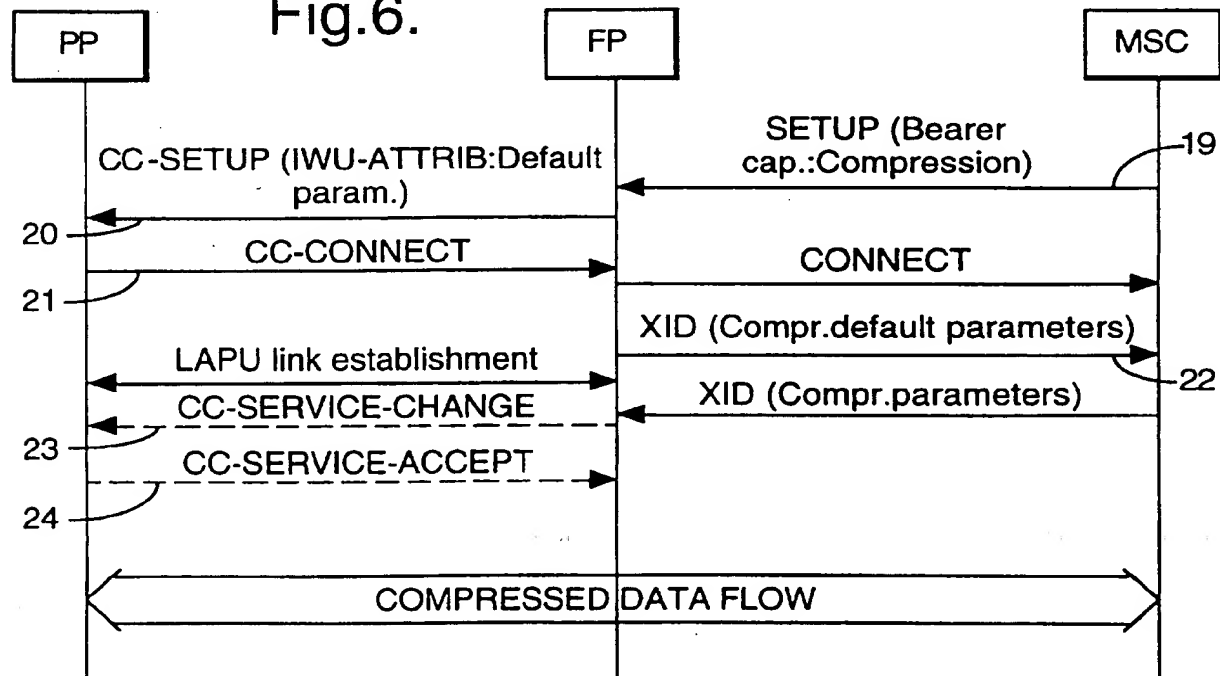 Fig.6.
PP
FP
MSC
SETUP (Bearer
cap.:Compression)
19
CC-SETUP (IWU-ATTRIB:Default
param.)
20
CC-CONNECT
21
CONNECT
XID (Compr.default parameters)
22
LAPU link establishment
XID (Compr.parameters)
CC-SERVICE-CHANGE
23
CC-SERVICE-ACCEPT
24
COMPRESSED DATA FLOW